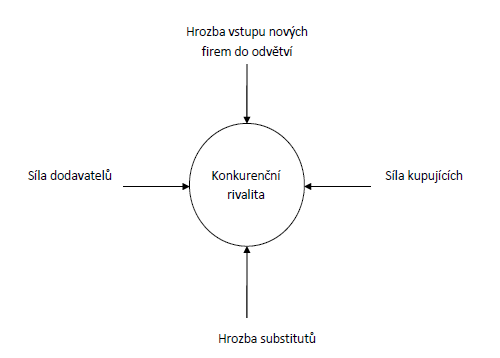 Hrozba vstupu nových
firem do odvětví
Síla dodavatelů
Konkurenční
rivalita
Síla kupujících
Hrozba substitutů